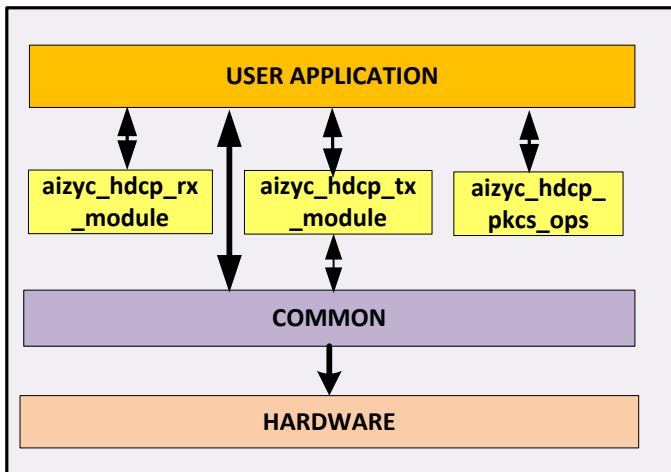 USER APPLICATION
aizyc_hdcp_rx
_module
aizyc_hdcp_tx
_module
aizyc_hdcp_
pkcs_ops
COMMON
HARDWARE